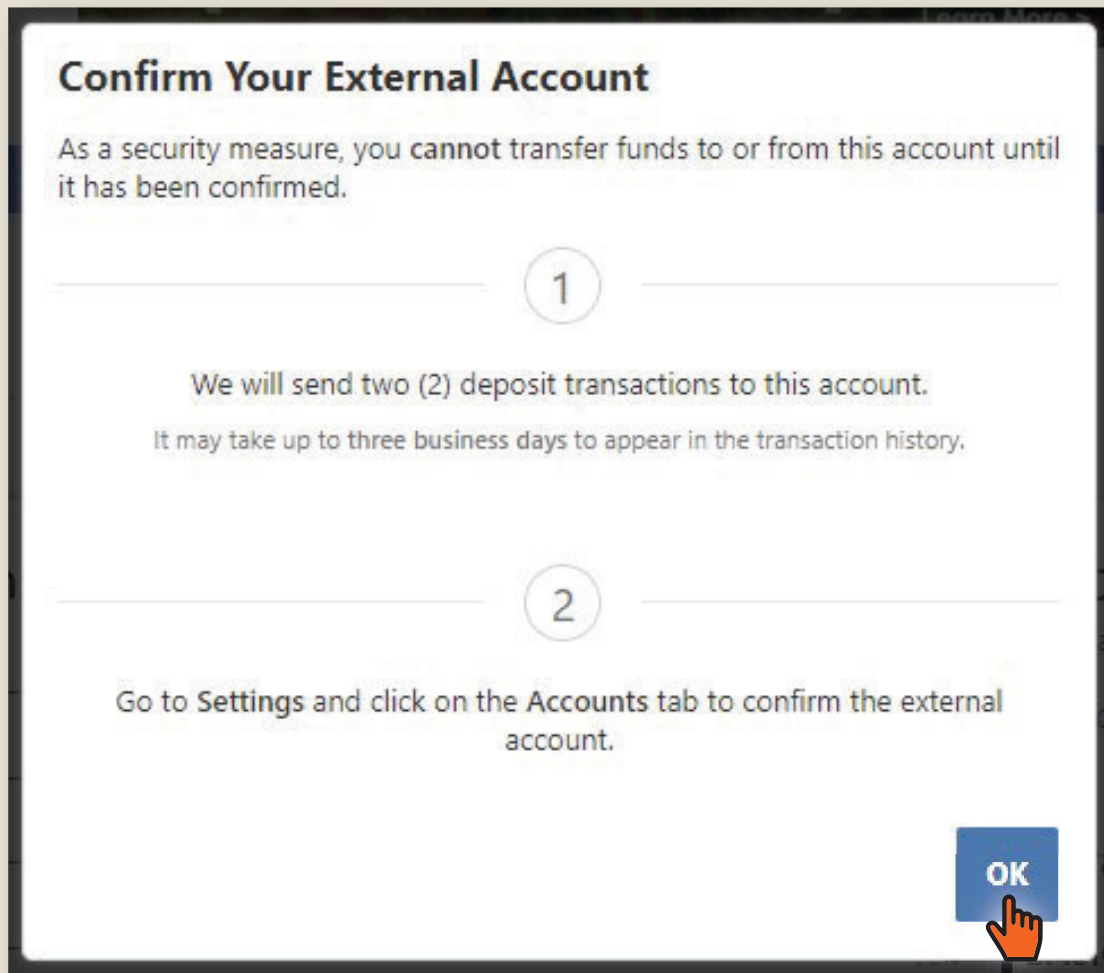 Learn More >
Confirm Your External Account
As a security measure, you cannot transfer funds to or from this account until
it has been confirmed.
1
We will send two (2) deposit transactions to this account.
It may take up to three business days to appear in the transaction history.
2
Go to Settings and click on the Accounts tab to confirm the external
account.
OK